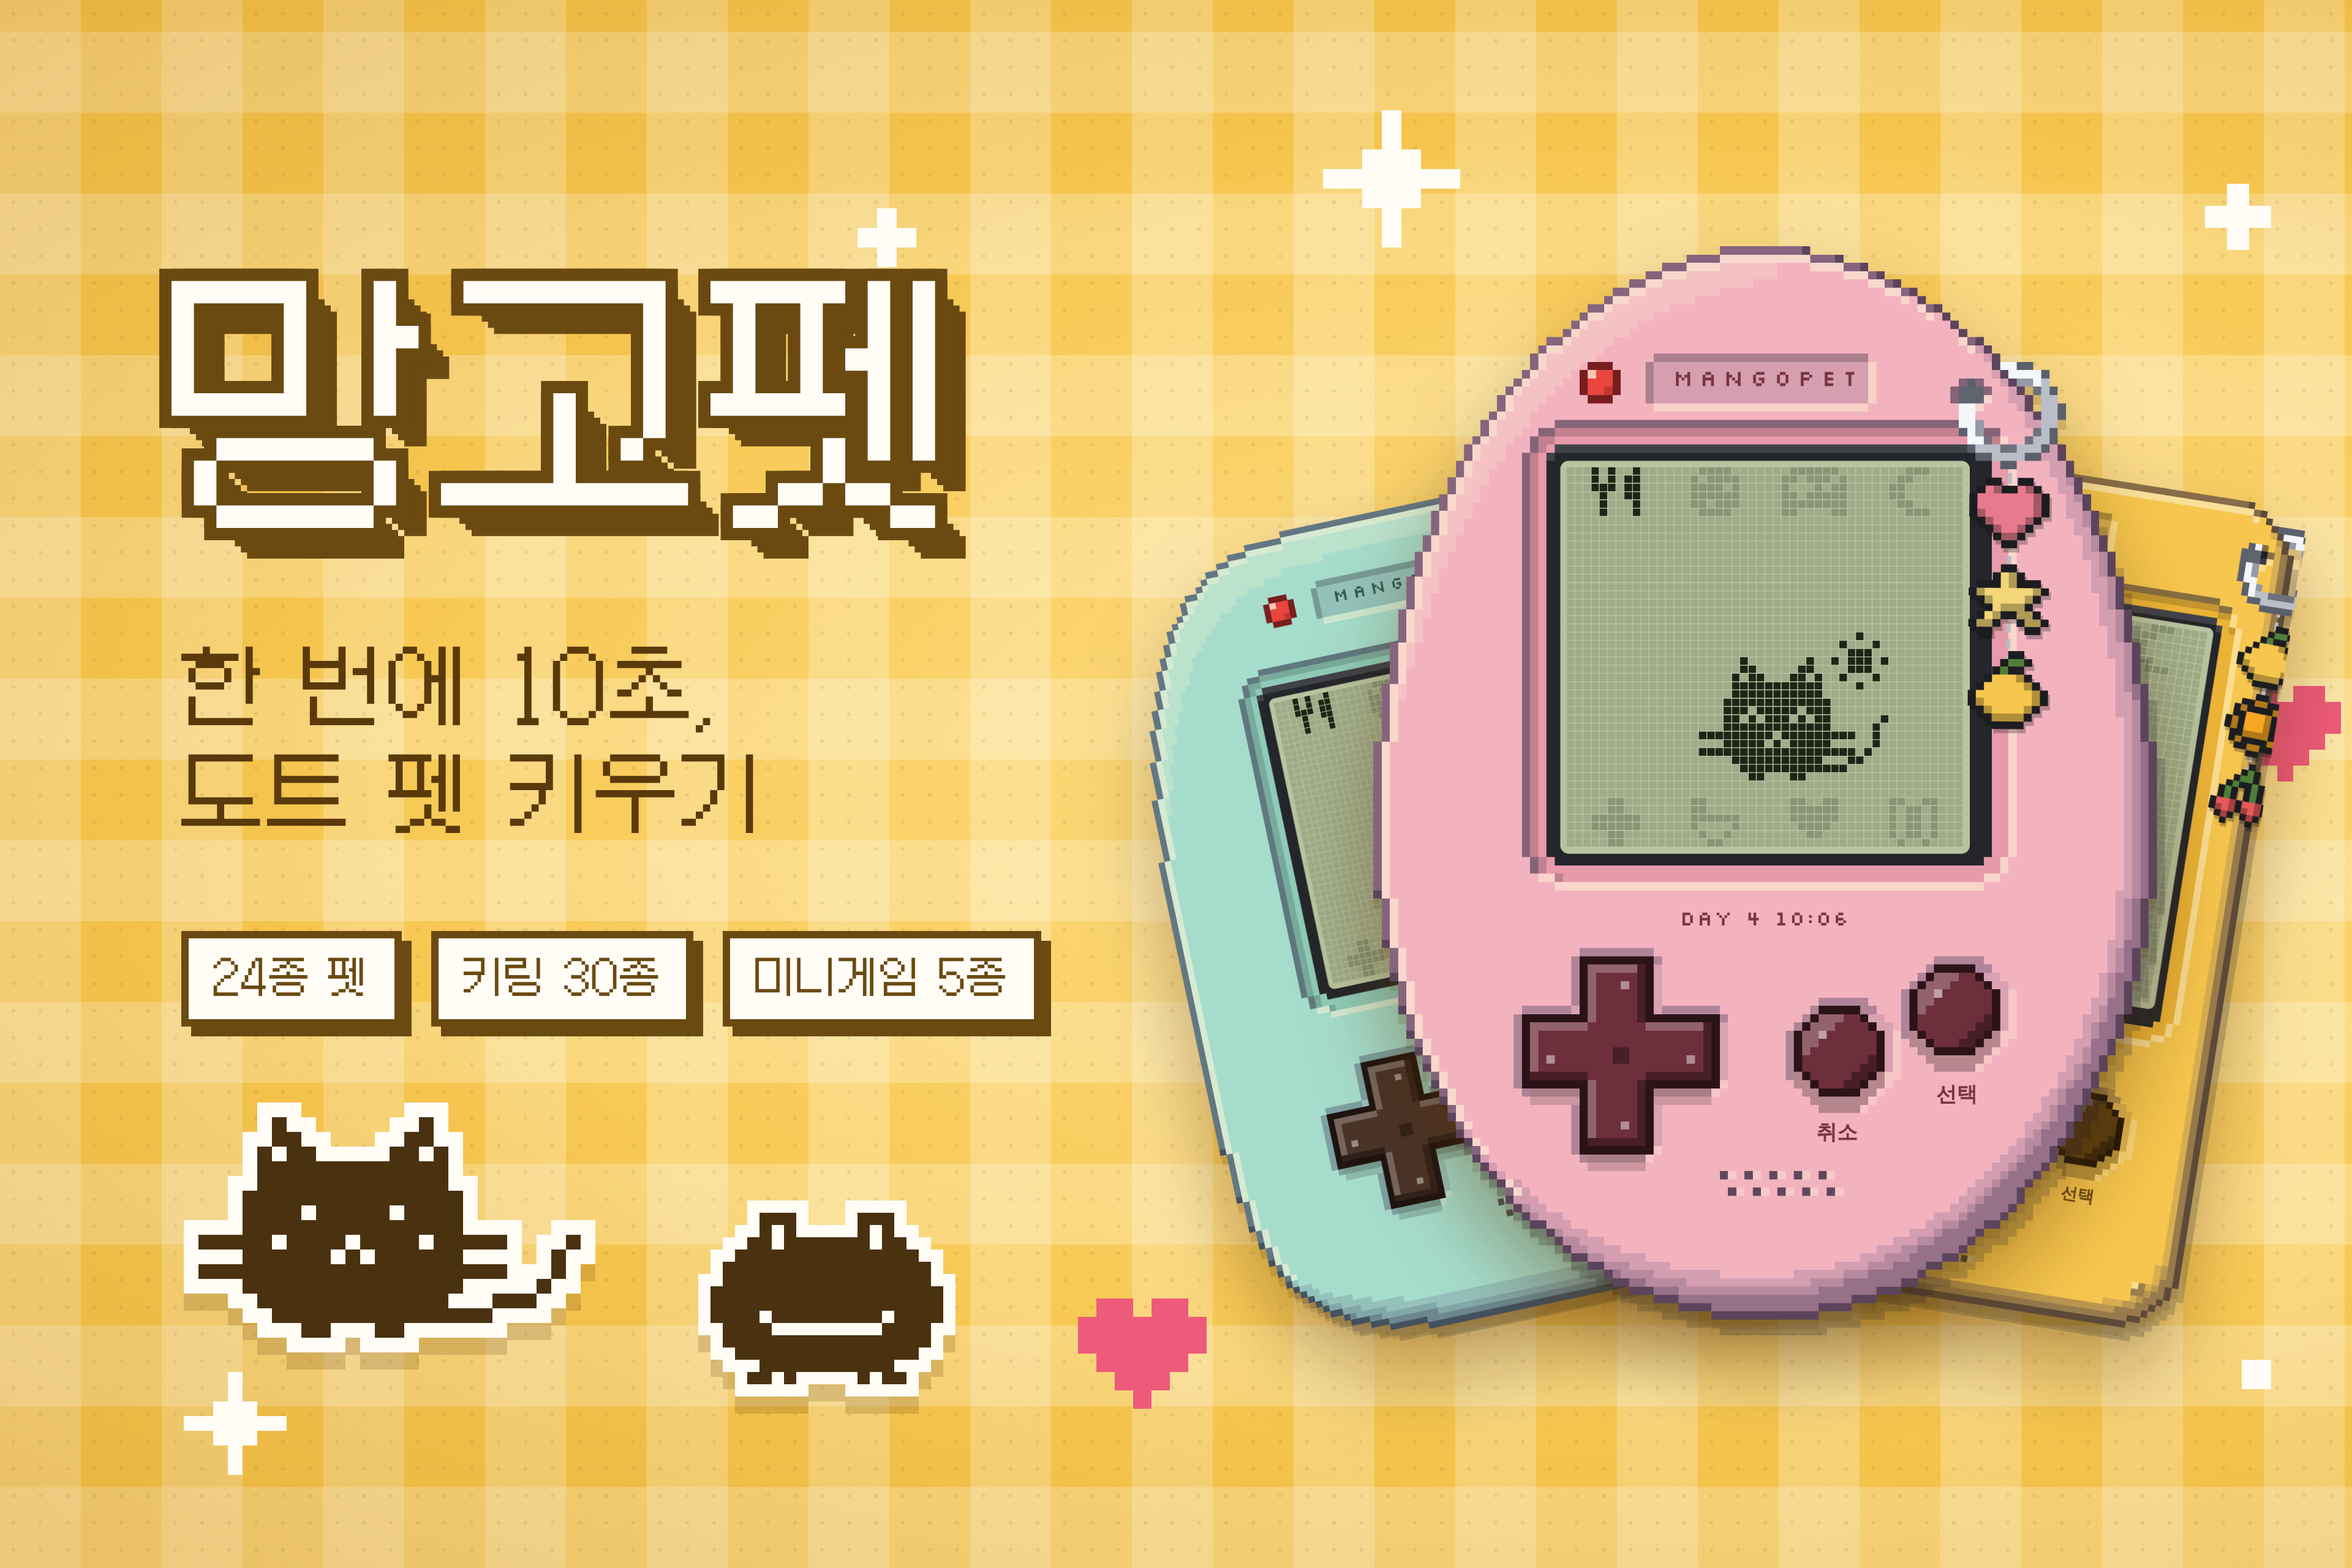 망고펫
한 번에 10초,
도트 펫 키우기
24종 펫
키링 30종
미니게임 5종
MANGOPET
MANG
DAY 4 10:06
선택
취소
선택